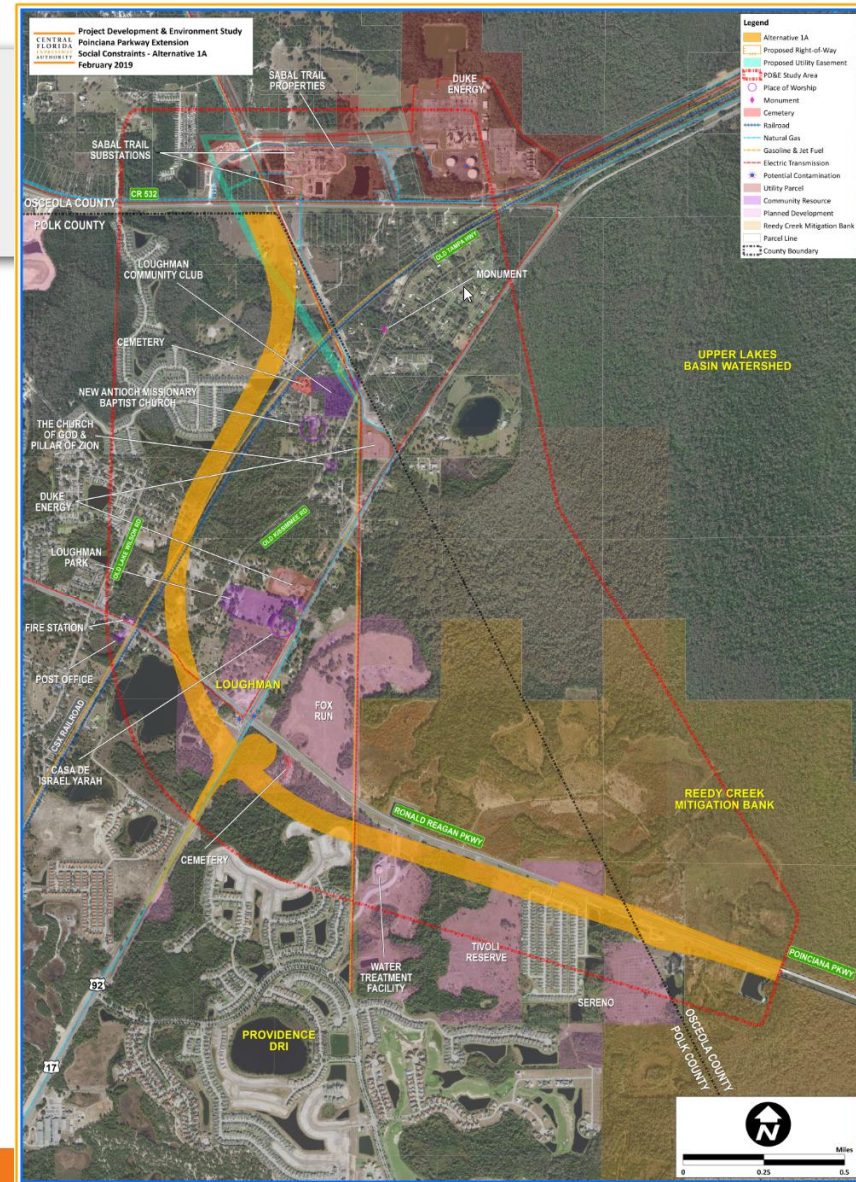 CENTRAL
FLORIDA
EXPRESSWAY
AUTHORITY
Project Development & Environment Study
Poinciana Parkway Extension
Social Constraints - Alternative 1A
February 2019
Legend
Alternative 1A
Proposed Right-of-Way
Proposed Utility Easement
PD&E Study Area
Place of Worship
Monument
Cemetery
Railroad
Natural Gas
Gasoline & Jet Fuel
Electric Transmission
Potential Contamination
Utility Parcel
Community Resource
Planned Development
Reedy Creek Mitigation Bank
Parcel Line
County Boundary
SABAL TRAIL
PROPERTIES
DUKE
ENERGY
SABAL TRAIL
SUBSTATIONS
CR 532
OSCEOLA COUNTY
POLK COUNTY
OLD TAMPA HWY
LOUGHMAN
COMMUNITY CLUB
MONUMENT
CEMETERY
UPPER LAKES
BASIN WATERSHED
NEW ANTIOCH MISSIONARY
BAPTIST CHURCH
THE CHURCH
OF GOD &
PILLAR OF ZION
DUKE
ENERGY
OLD LAKE WILSON RD
OLD KISSIMMEE RD
LOUGHMAN
PARK
FIRE STATION
POST OFFICE
LOUGHMAN
CSX RAILROAD
FOX
RUN
CASA DE
ISRAEL YARAH
REEDY CREEK
MITIGATION BANK
RONALD REAGAN PKWY
CEMETERY
POINCIANA PKWY
WATER
TREATMENT
FACILITY
TIVOLI
RESERVE
SERENO
92
17
PROVIDENCE
DRI
OSCEOLA COUNTY
POLK COUNTY
N
Miles
0 0.25 0.5